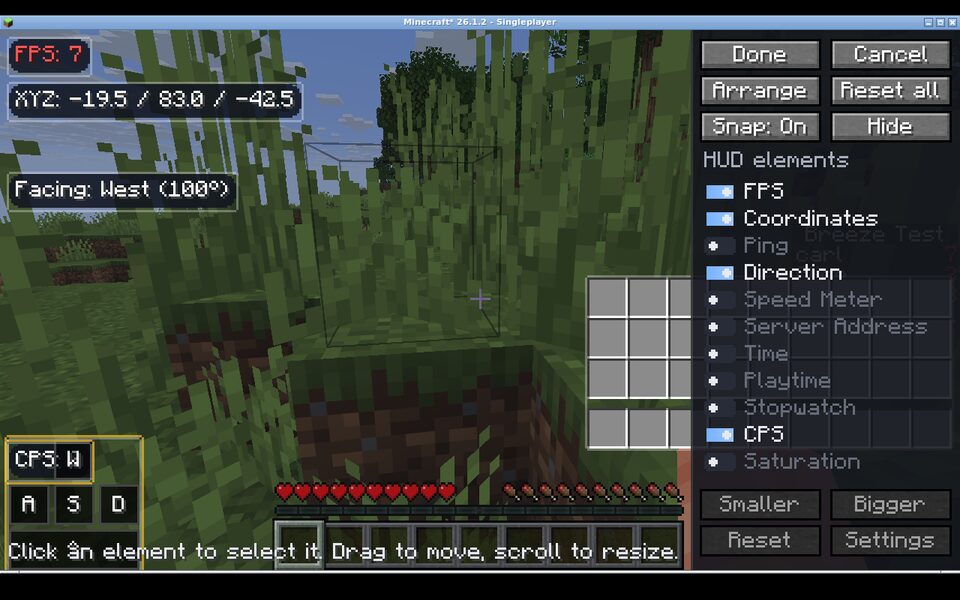 Minecraft* 26.1.2 - Singleplayer
FPS: 7
Done
Cancel
XYZ: -19.5 / 83.0 / -42.5
Arrange
Reset all
Snap: On
Hide
HUD elements
Facing: West (100°)
FPS
Coordinates
Ping
Direction
Speed Meter
Server Address
Time
Playtime
Stopwatch
CPS
Saturation
CPS W
A S D
Smaller
Bigger
Click an element to select it. Drag to move, scroll to resize.
Reset
Settings